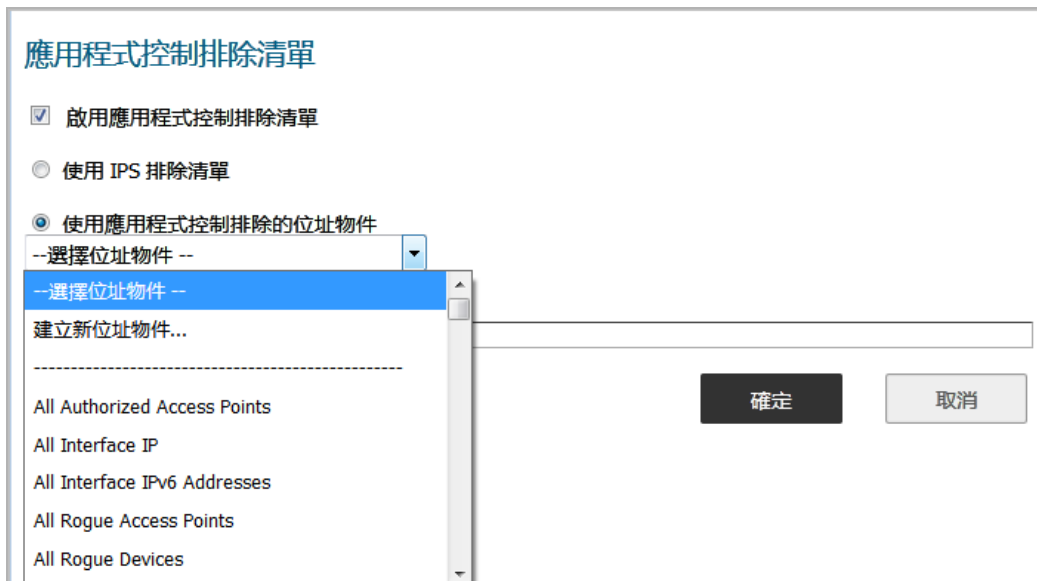 應用程式控制排除清單
啟用應用程式控制排除清單
使用 IPS 排除清單
使用應用程式控制排除的位址物件
--選擇位址物件 --
--選擇位址物件 --
建立新位址物件...
--------------------------------------------------
All Authorized Access Points
All Interface IP
All Interface IPv6 Addresses
All Rogue Access Points
All Rogue Devices
確定
取消